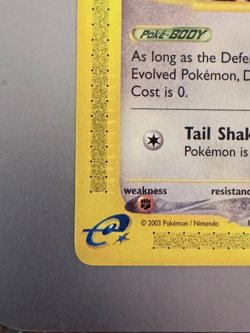 Poké-BODY
As long as the Defe
Evolved Pokémon, D
Cost is 0.
Tail Shak
Pokémon is
weakness resistanc
e
© 2003 Pokémon / Nintendo